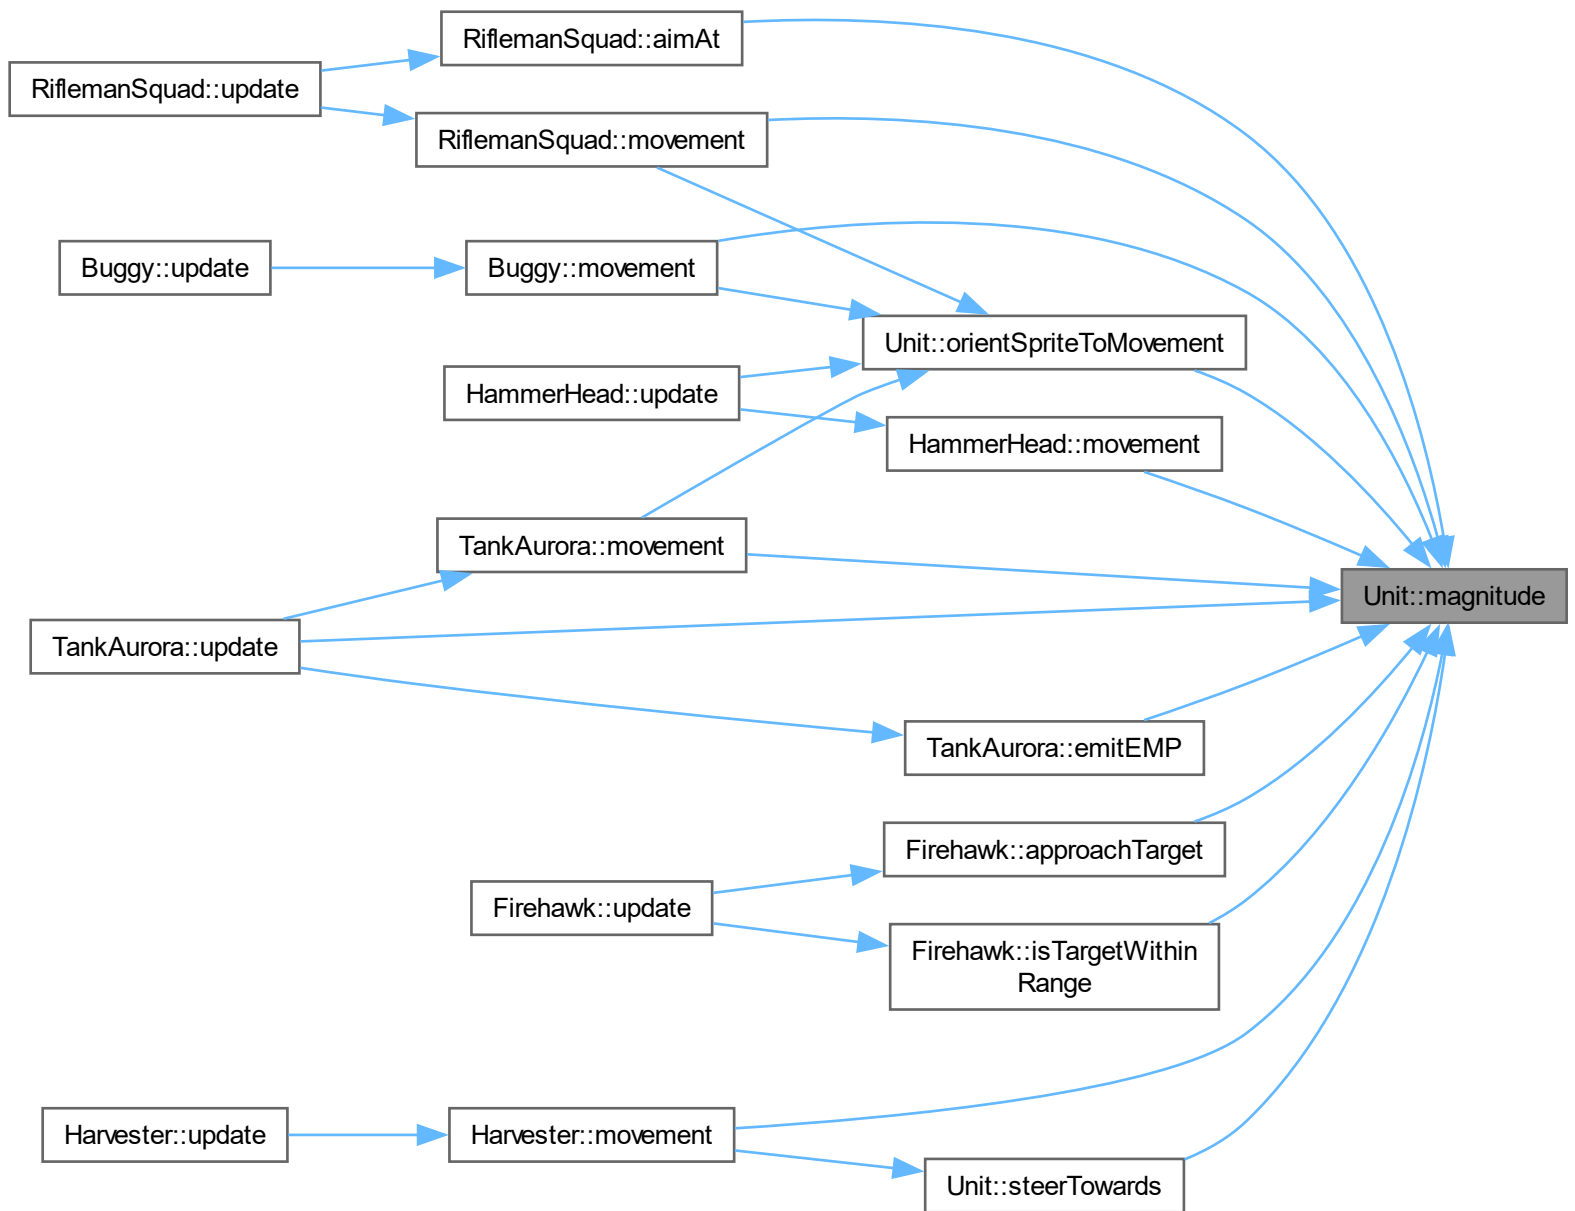 RiflemanSquad::aimAt
RiflemanSquad::update
RiflemanSquad::movement
Buggy::update
Buggy::movement
Unit::orientSpriteToMovement
HammerHead::update
HammerHead::movement
TankAurora::movement
Unit::magnitude
TankAurora::update
TankAurora::emitEMP
Firehawk::approachTarget
Firehawk::update
Firehawk::isTargetWithin
Range
Harvester::update
Harvester::movement
Unit::steerTowards